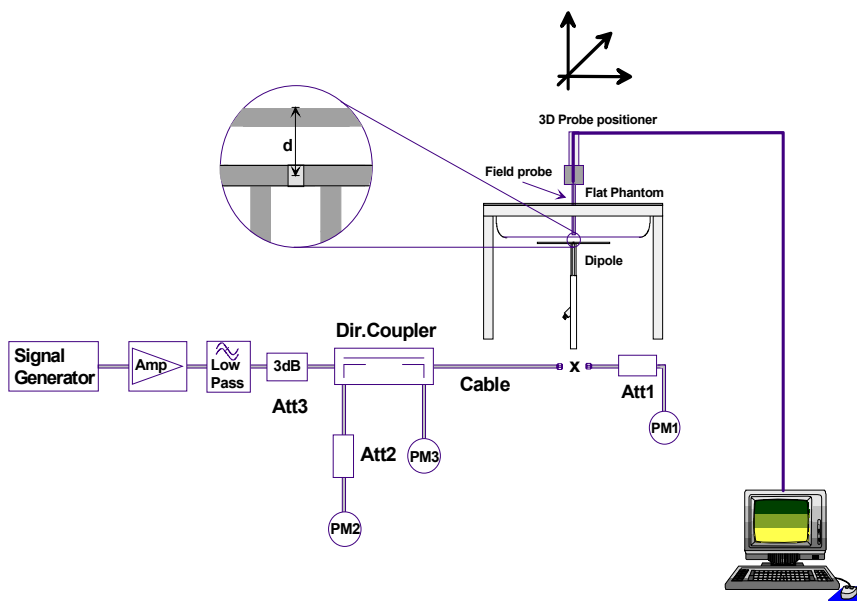 3D Probe positioner
d
Field probe
Flat Phantom
Dipole
Dir.Coupler
Signal
Generator
Amp
Low
Pass
3dB
Att3
Cable
x
Att1
PM1
Att2
PM3
PM2